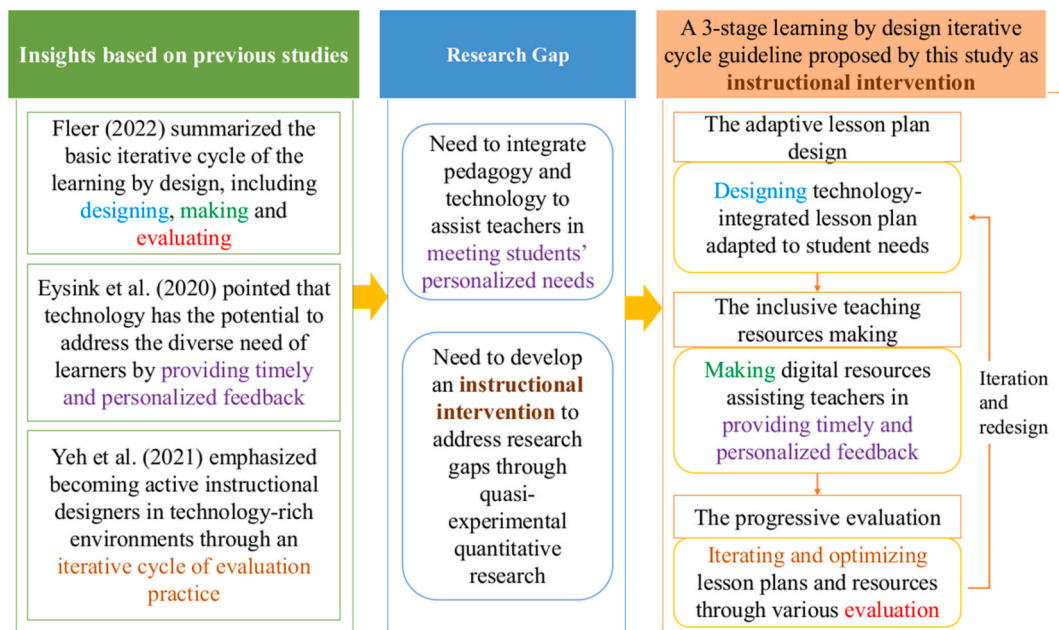 Insights based on previous studies
Fleer (2022) summarized the
basic iterative cycle of the
learning by design, including
designing, making and
evaluating
Eysink et al. (2020) pointed that
technology has the potential to
address the diverse need of
learners by providing timely
and personalized feedback
Yeh et al. (2021) emphasized
becoming active instructional
designers in technology-rich
environments through an
iterative cycle of evaluation
practice
Research Gap
Need to integrate
pedagogy and
technology to
assist teachers in
meeting students’
personalized needs
Need to develop
an instructional
intervention to
address research
gaps through
quasi-
experimental
quantitative
research
A 3-stage learning by design iterative
cycle guideline proposed by this study as
instructional intervention
The adaptive lesson plan
design
Designing technology-
integrated lesson plan
adapted to student needs
The inclusive teaching
resources making
Making digital resources
assisting teachers in
providing timely and
personalized feedback
The progressive evaluation
Iterating and optimizing
lesson plans and resources
through various evaluation
Iteration
and
redesign